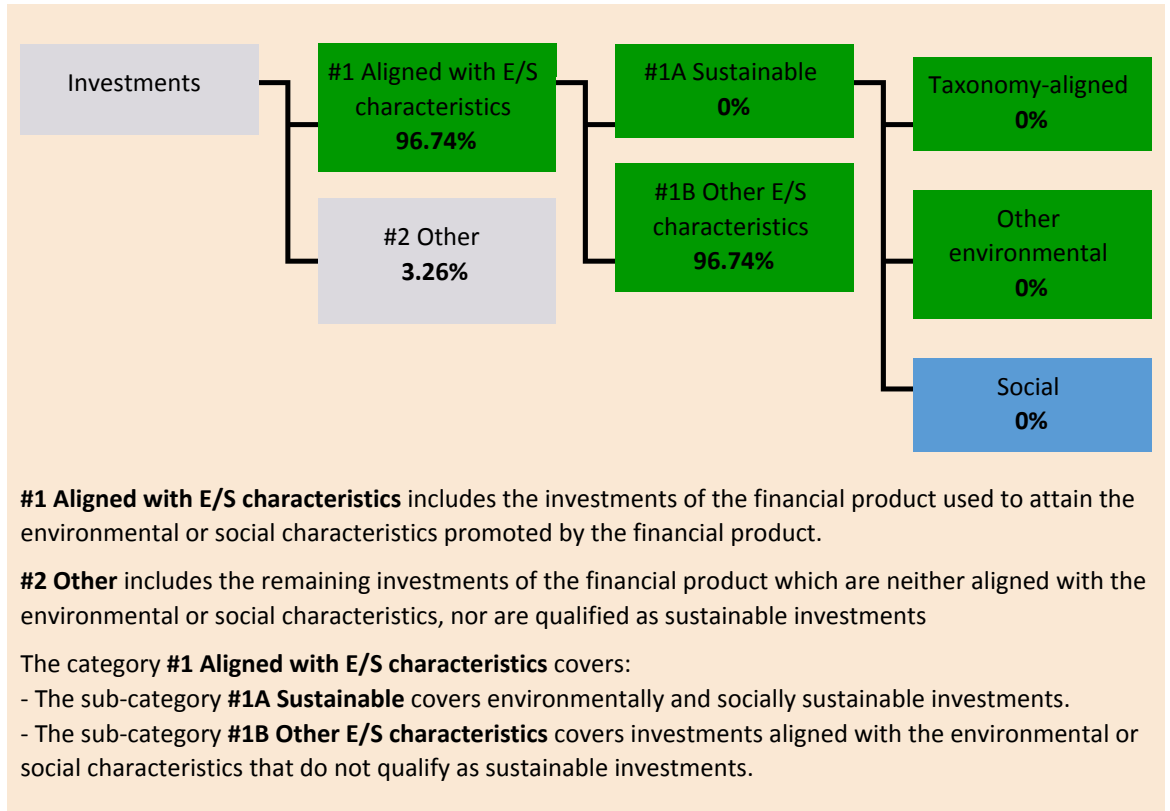 Investments
#1 Aligned with E/S
characteristics
96.74%
#2 Other
3.26%
#1A Sustainable
0%
#1B Other E/S
characteristics
96.74%
Taxonomy-aligned
0%
Other
environmental
0%
Social
0%
#1 Aligned with E/S characteristics includes the investments of the financial product used to attain the
environmental or social characteristics promoted by the financial product.
#2 Other includes the remaining investments of the financial product which are neither aligned with the
environmental or social characteristics, nor are qualified as sustainable investments
The category #1 Aligned with E/S characteristics covers:
- The sub-category #1A Sustainable covers environmentally and socially sustainable investments.
- The sub-category #1B Other E/S characteristics covers investments aligned with the environmental or
social characteristics that do not qualify as sustainable investments.